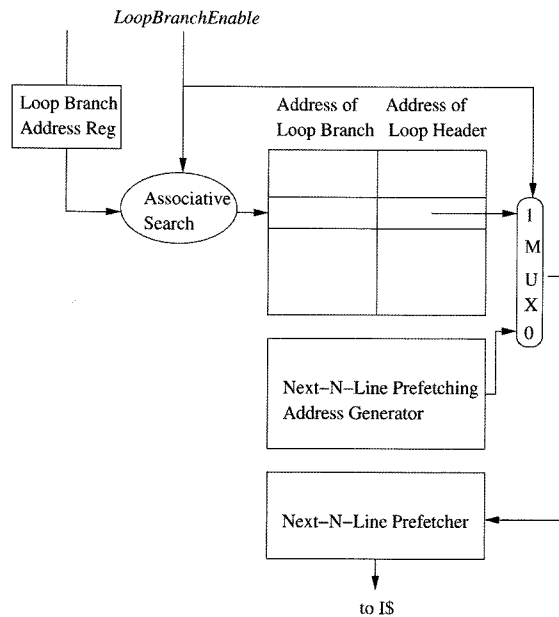 LoopBranchEnable
Loop Branch
Address Reg
Address of
Loop Branch
Address of
Loop Header
Associative
Search
1
M
U
X
0
Next–N–Line Prefetching
Address Generator
Next–N–Line Prefetcher
to I$